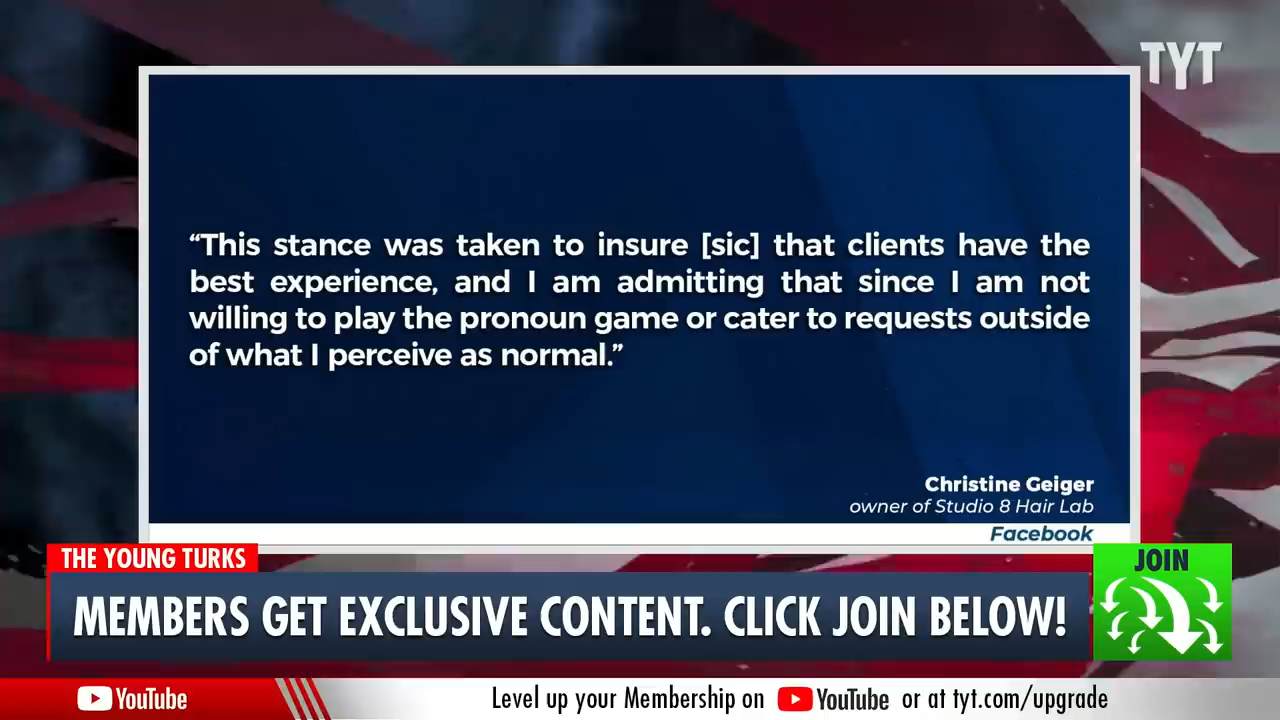 TYT
“This stance was taken to insure [sic] that clients have the
best experience, and I am admitting that since I am not
willing to play the pronoun game or cater to requests outside
of what I perceive as normal.”
Christine Geiger
owner of Studio 8 Hair Lab
Facebook
THE YOUNG TURKS
JOIN
MEMBERS GET EXCLUSIVE CONTENT. CLICK JOIN BELOW!
YouTube
Level up your Membership on YouTube or at tyt.com/upgrade